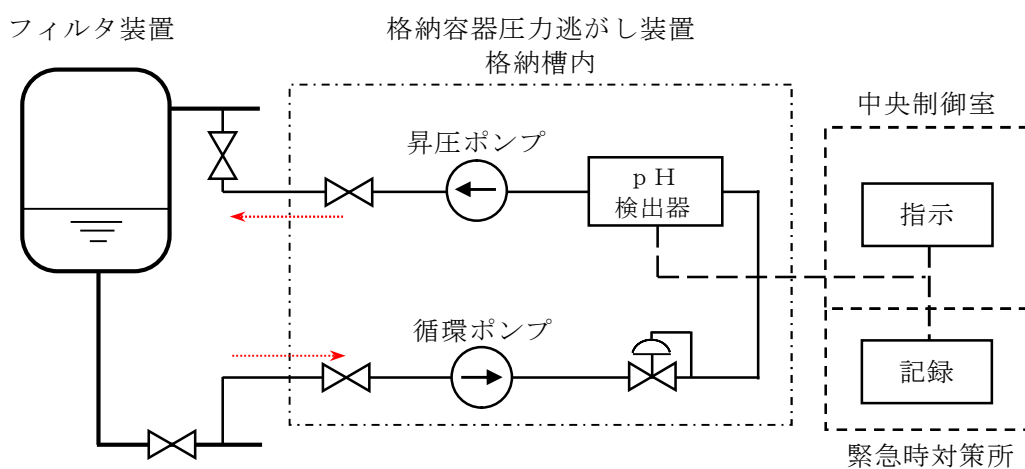 フィルタ装置
格納容器圧力逃がし装置
格納槽内
中央制御室
昇圧ポンプ
ｐＨ
検出器
指示
循環ポンプ
記録
緊急時対策所